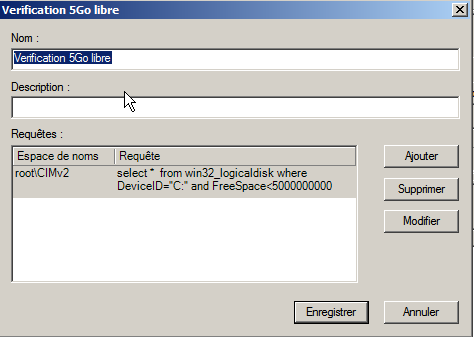 Verification 5Go libre
Nom :
Verification 5Go libre
Description :
Requêtes :
Espace de noms Requête
root\CIMv2 select * from win32_logicaldisk where
DeviceID="C:" and FreeSpace<5000000000
Ajouter
Supprimer
Modifier
Enregistrer Annuler